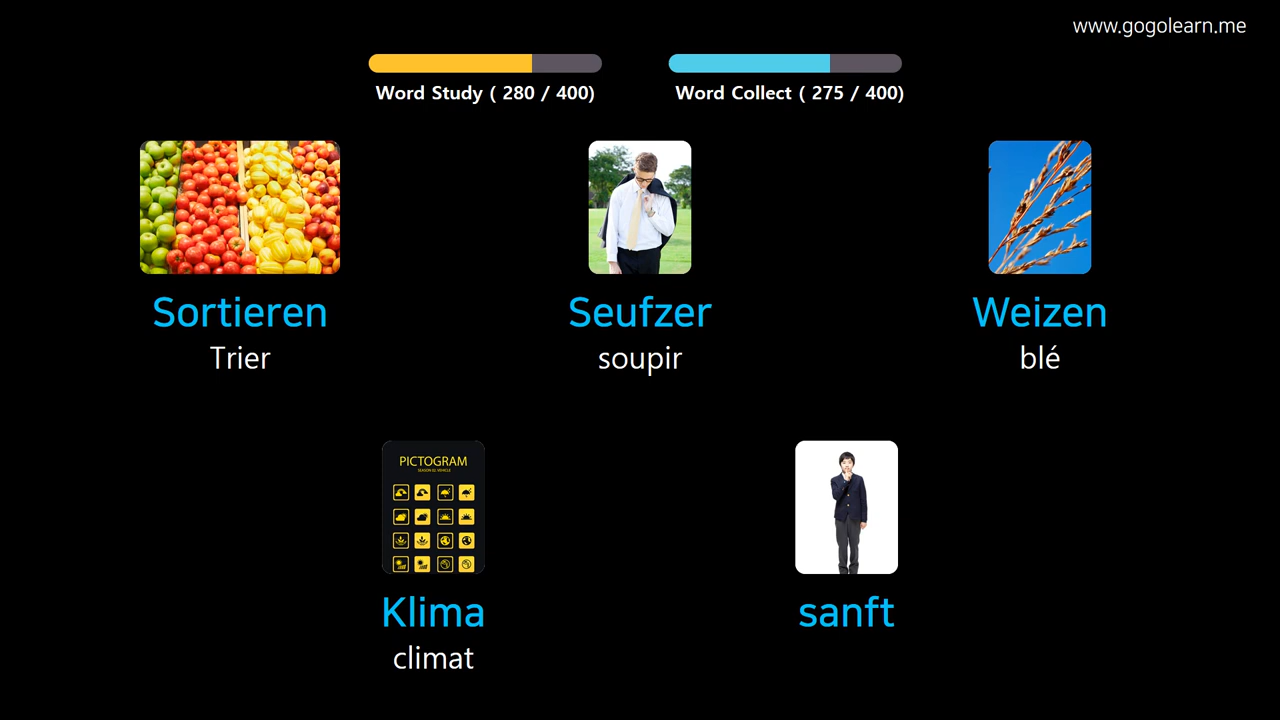 www.gogolearn.me
Word Study ( 280 / 400)
Word Collect ( 275 / 400)
Sortieren
Trier
Seufzer
soupir
Weizen
blé
PICTOGRAM
Klima
climat
sanft